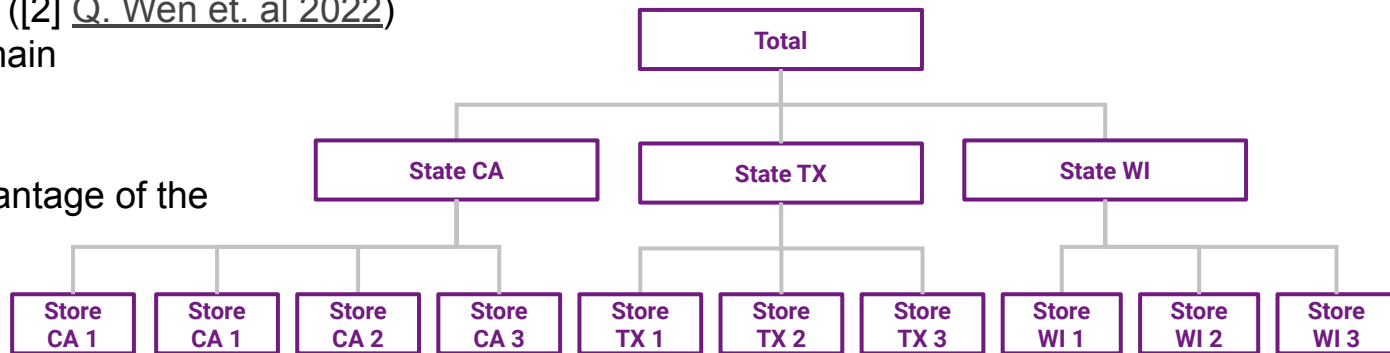 ([2] Q. Wen et. al 2022)
main
antage of the
Total
State CA
State TX
State WI
Store
CA 1
Store
CA 1
Store
CA 2
Store
CA 3
Store
TX 1
Store
TX 2
Store
TX 3
Store
WI 1
Store
WI 2
Store
WI 3